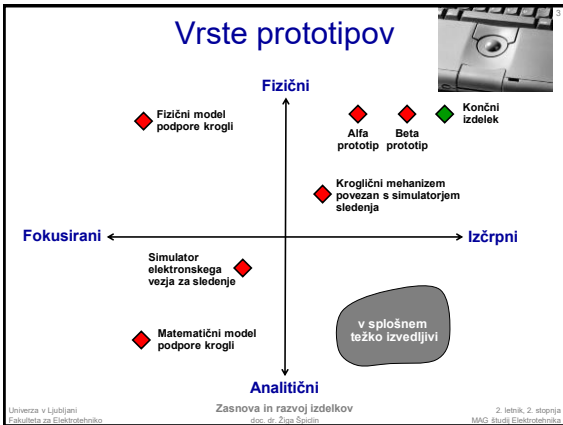 3
Vrste prototipov
Fizični
Fizični model
podpore krogli
Alfa
prototip
Beta
prototip
Končni
izdelek
Kroglični mehanizem
povezan s simulatorjem
sledenja
Fokusirani
Izčrpni
Simulator
elektronskega
vezja za sledenje
v splošnem
težko izvedljivi
Matematični model
podpore krogli
Analitični
Univerza v Ljubljani
Fakulteta za Elektrotehniko
Zasnova in razvoj izdelkov
doc. dr. Žiga Špiclin
2. letnik, 2. stopnja
MAG študij Elektrotehnika